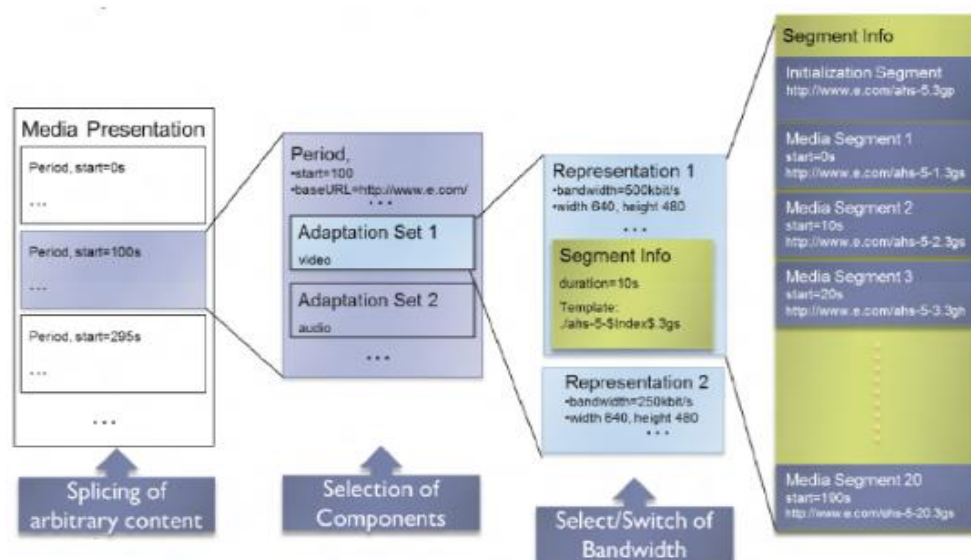 Media Presentation
Period, start=0s
...
Period, start=100s
...
Period, start=295s
...
...
Splicing of
arbitrary content
Period,
•start=100
•baseURL=http://www.e.com/
...
Adaptation Set 1
video
Adaptation Set 2
audio
...
Selection of
Components
Representation 1
•bandwidth=500kbit/s
•width 640, height 480
...
Segment Info
duration=10s
Template:
./ahs-5-$Index$.3gs
Representation 2
•bandwidth=250kbit/s
•width 640, height 480
...
Select/Switch of
Bandwidth
Segment Info
Initialization Segment
http://www.e.com/ahs-5.3gp
Media Segment 1
start=0s
http://www.e.com/ahs-5-1.3gs
Media Segment 2
start=10s
http://www.e.com/ahs-5-2.3gs
Media Segment 3
start=20s
http://www.e.com/ahs-5-3.3gh
Media Segment 20
start=190s
http://www.e.com/ahs-5-20.3gs